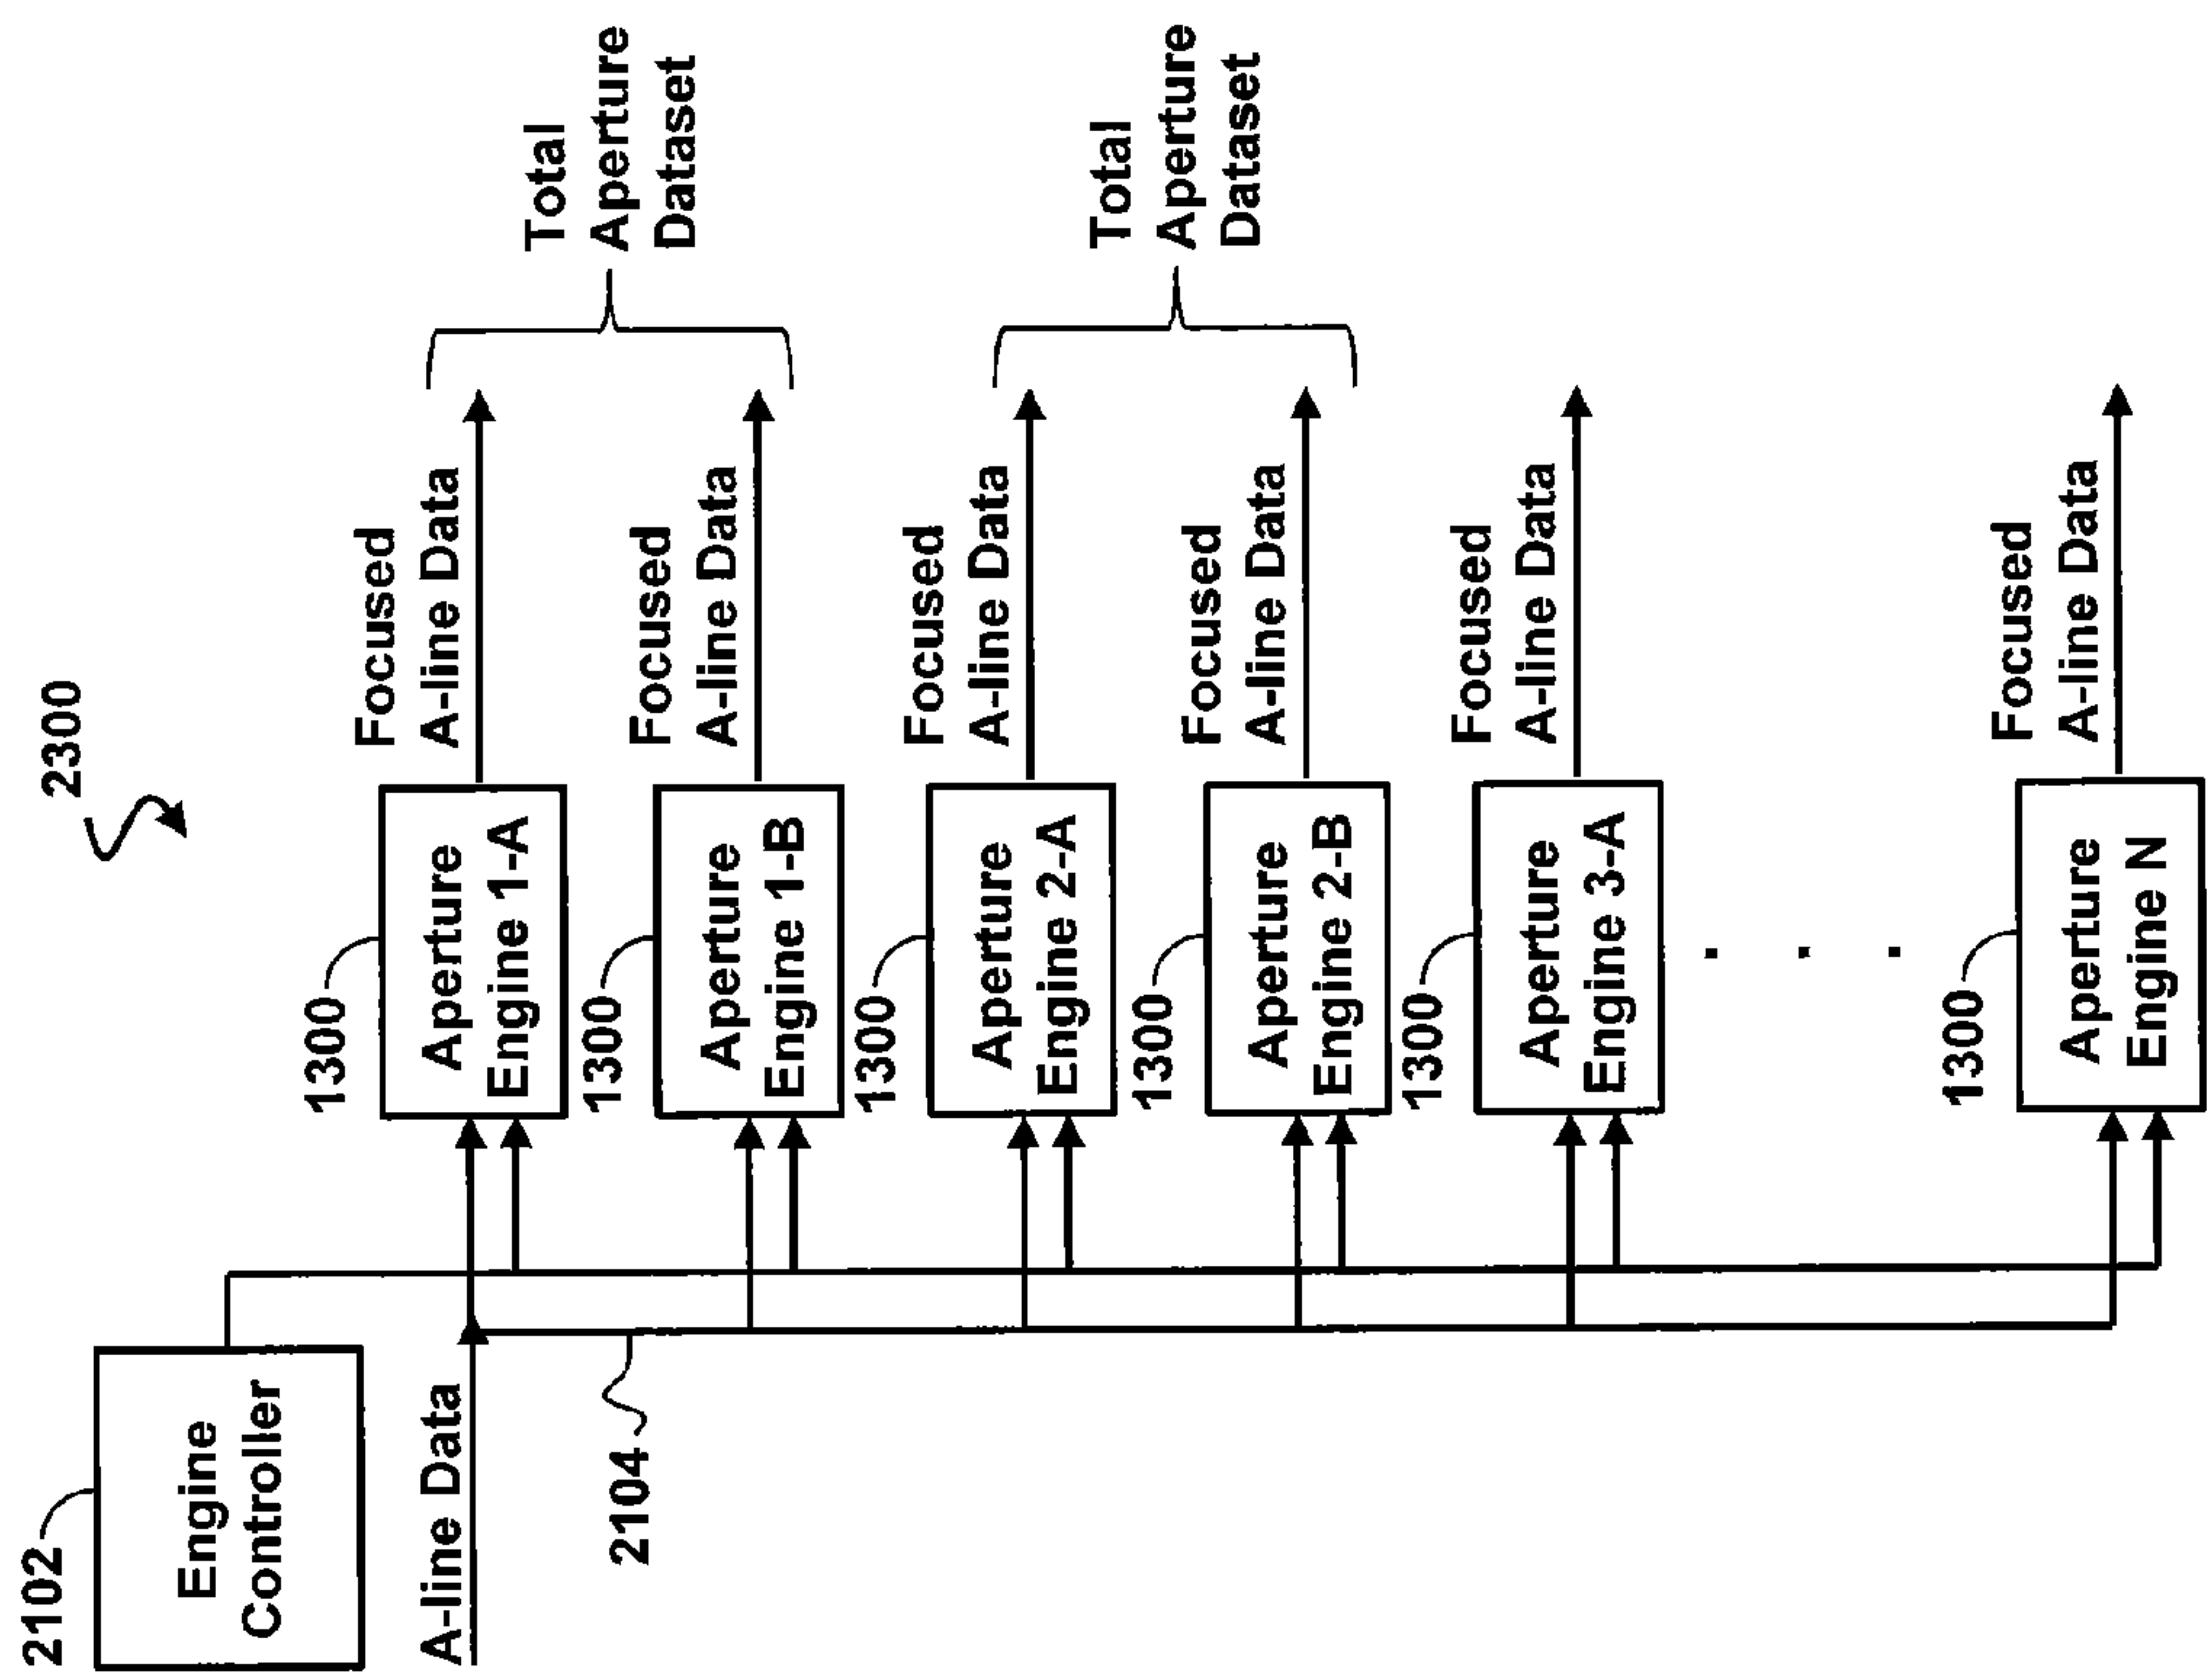 2300
2102
Engine
Controller
A-line Data
2104
1300
Aperture
Engine 1-A
Focused
A-line Data
1300
Aperture
Engine 1-B
Focused
A-line Data
Total
Aperture
Dataset
1300
Aperture
Engine 2-A
Focused
A-line Data
1300
Aperture
Engine 2-B
Focused
A-line Data
Total
Aperture
Dataset
1300
Aperture
Engine 3-A
Focused
A-line Data
. . .
1300
Aperture
Engine N
Focused
A-line Data